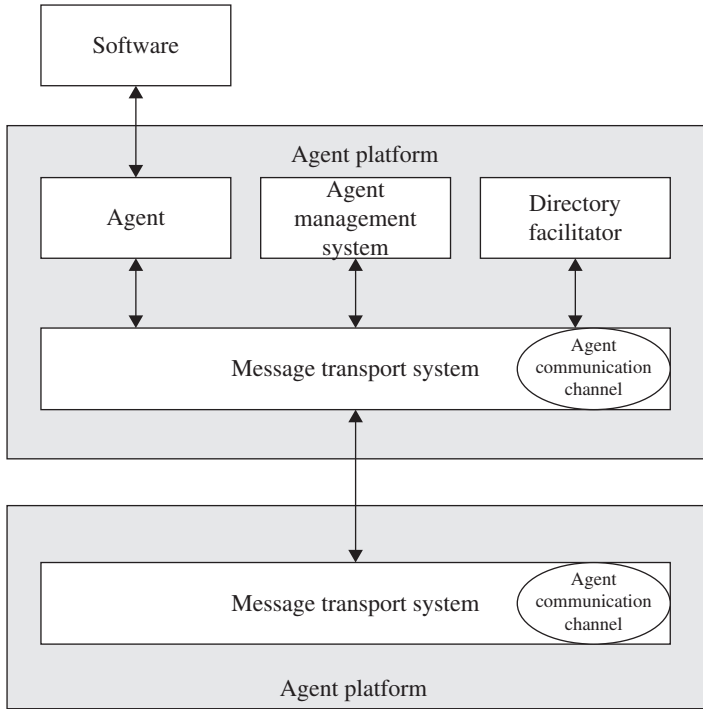 Software
Agent platform
Agent
Agent
management
system
Directory
facilitator
Message transport system
Agent
communication
channel
Message transport system
Agent
communication
channel
Agent platform